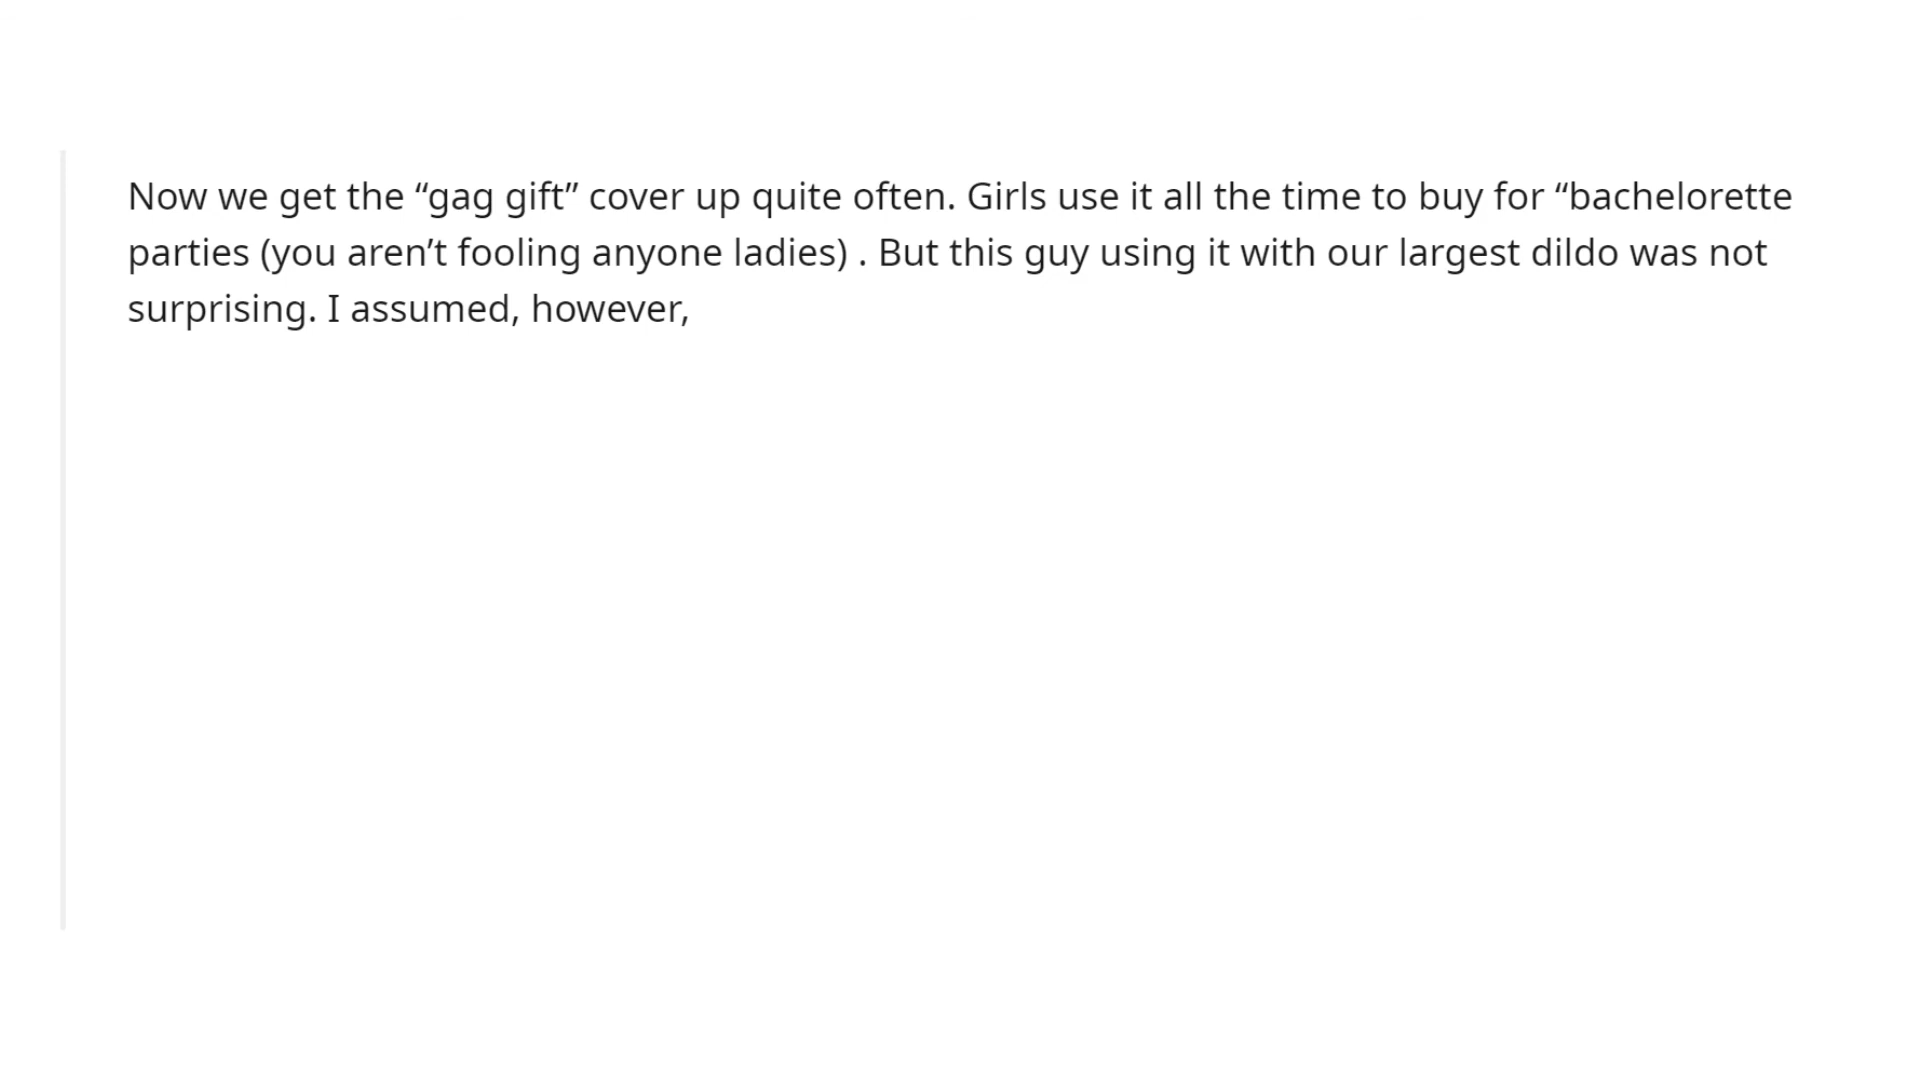 Now we get the “gag gift” cover up quite often. Girls use it all the time to buy for “bachelorette
parties (you aren’t fooling anyone ladies) . But this guy using it with our largest dildo was not
surprising. I assumed, however,